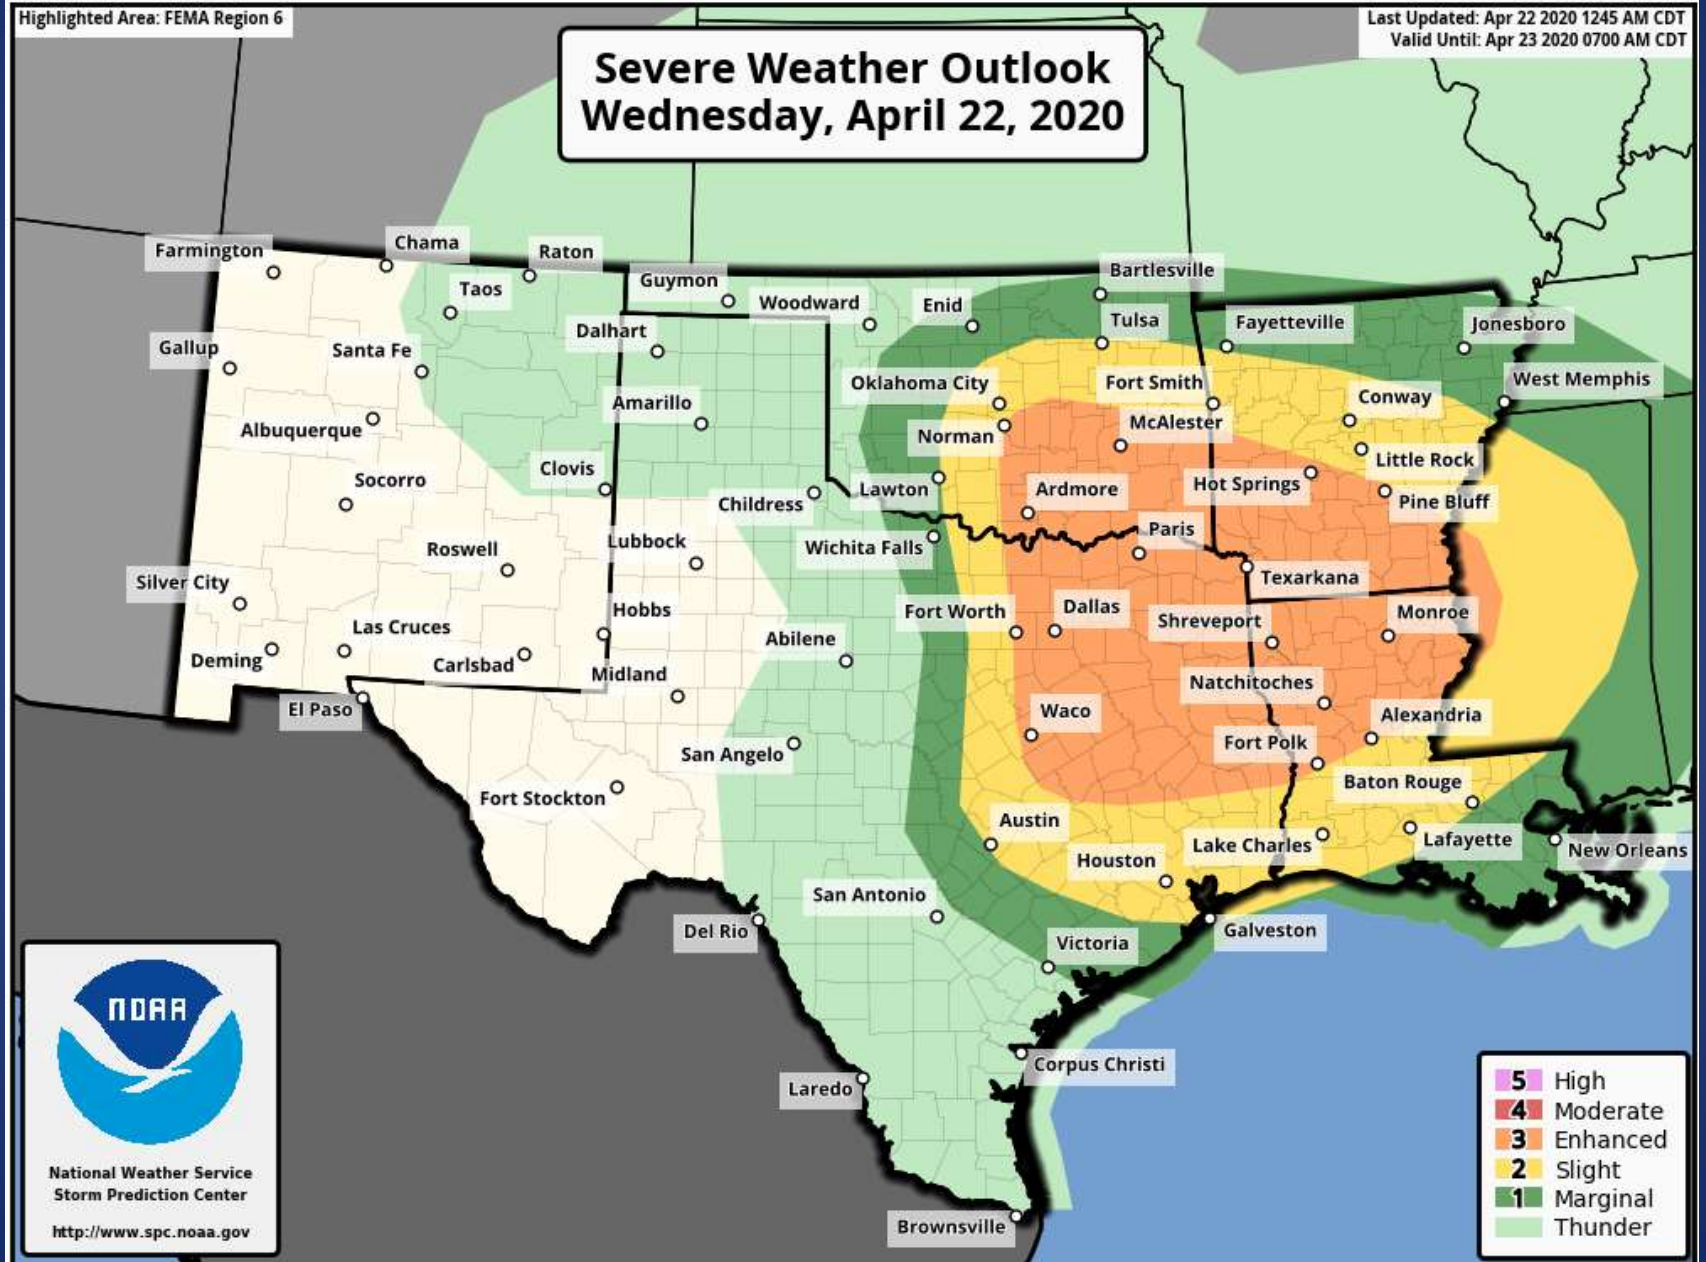 Highlighted Area: FEMA Region 6
Last Updated: Apr 22 2020 1245 AM CDT
Valid Until: Apr 23 2020 0700 AM CDT
Severe Weather Outlook
Wednesday, April 22, 2020
Farmington
Chama
Raton
Taos
Guymon
Woodward
Enid
Bartlesville
Tulsa
Fayetteville
Jonesboro
Gallup
Santa Fe
Dalhart
Oklahoma City
Fort Smith
West Memphis
Conway
Albuquerque
Amarillo
Norman
McAlester
Little Rock
Socorro
Clovis
Childress
Lawton
Ardmore
Hot Springs
Pine Bluff
Roswell
Lubbock
Wichita Falls
Paris
Texarkana
Silver City
Las Cruces
Hobbs
Fort Worth
Dallas
Shreveport
Monroe
Deming
Carlsbad
Midland
Abilene
Natchitoches
El Paso
San Angelo
Waco
Fort Polk
Alexandria
Fort Stockton
Baton Rouge
Austin
Houston
Lake Charles
Lafayette
New Orleans
San Antonio
Del Rio
Victoria
Galveston
Corpus Christi
Laredo
Brownsville
NOAA
National Weather Service
Storm Prediction Center
http://www.spc.noaa.gov
5 High
4 Moderate
3 Enhanced
2 Slight
1 Marginal
Thunder